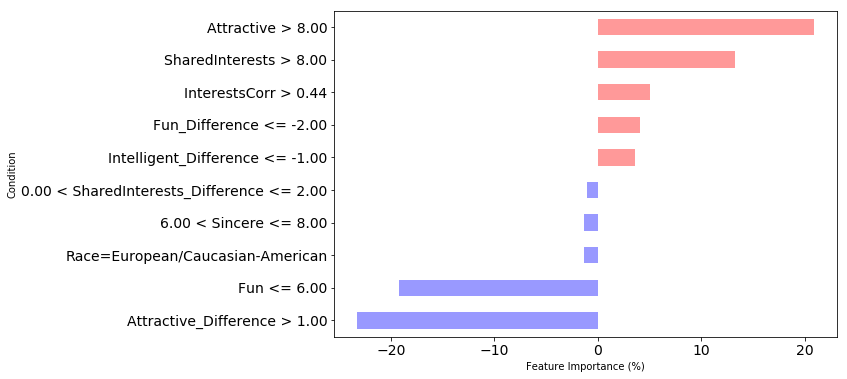 Attractive > 8.00
SharedInterests > 8.00
InterestsCorr > 0.44
Fun_Difference <= -2.00
Intelligent_Difference <= -1.00
0.00 < SharedInterests_Difference <= 2.00
6.00 < Sincere <= 8.00
Race=European/Caucasian-American
Fun <= 6.00
Attractive_Difference > 1.00
Condition
−20 −10 0 10 20
Feature Importance (%)